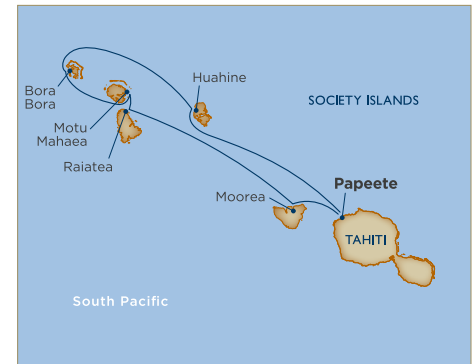 Huahine
Bora
Bora
SOCIETY ISLANDS
Motu
Mahaea
Raiatea
Papeete
Moorea
TAHITI
South Pacific